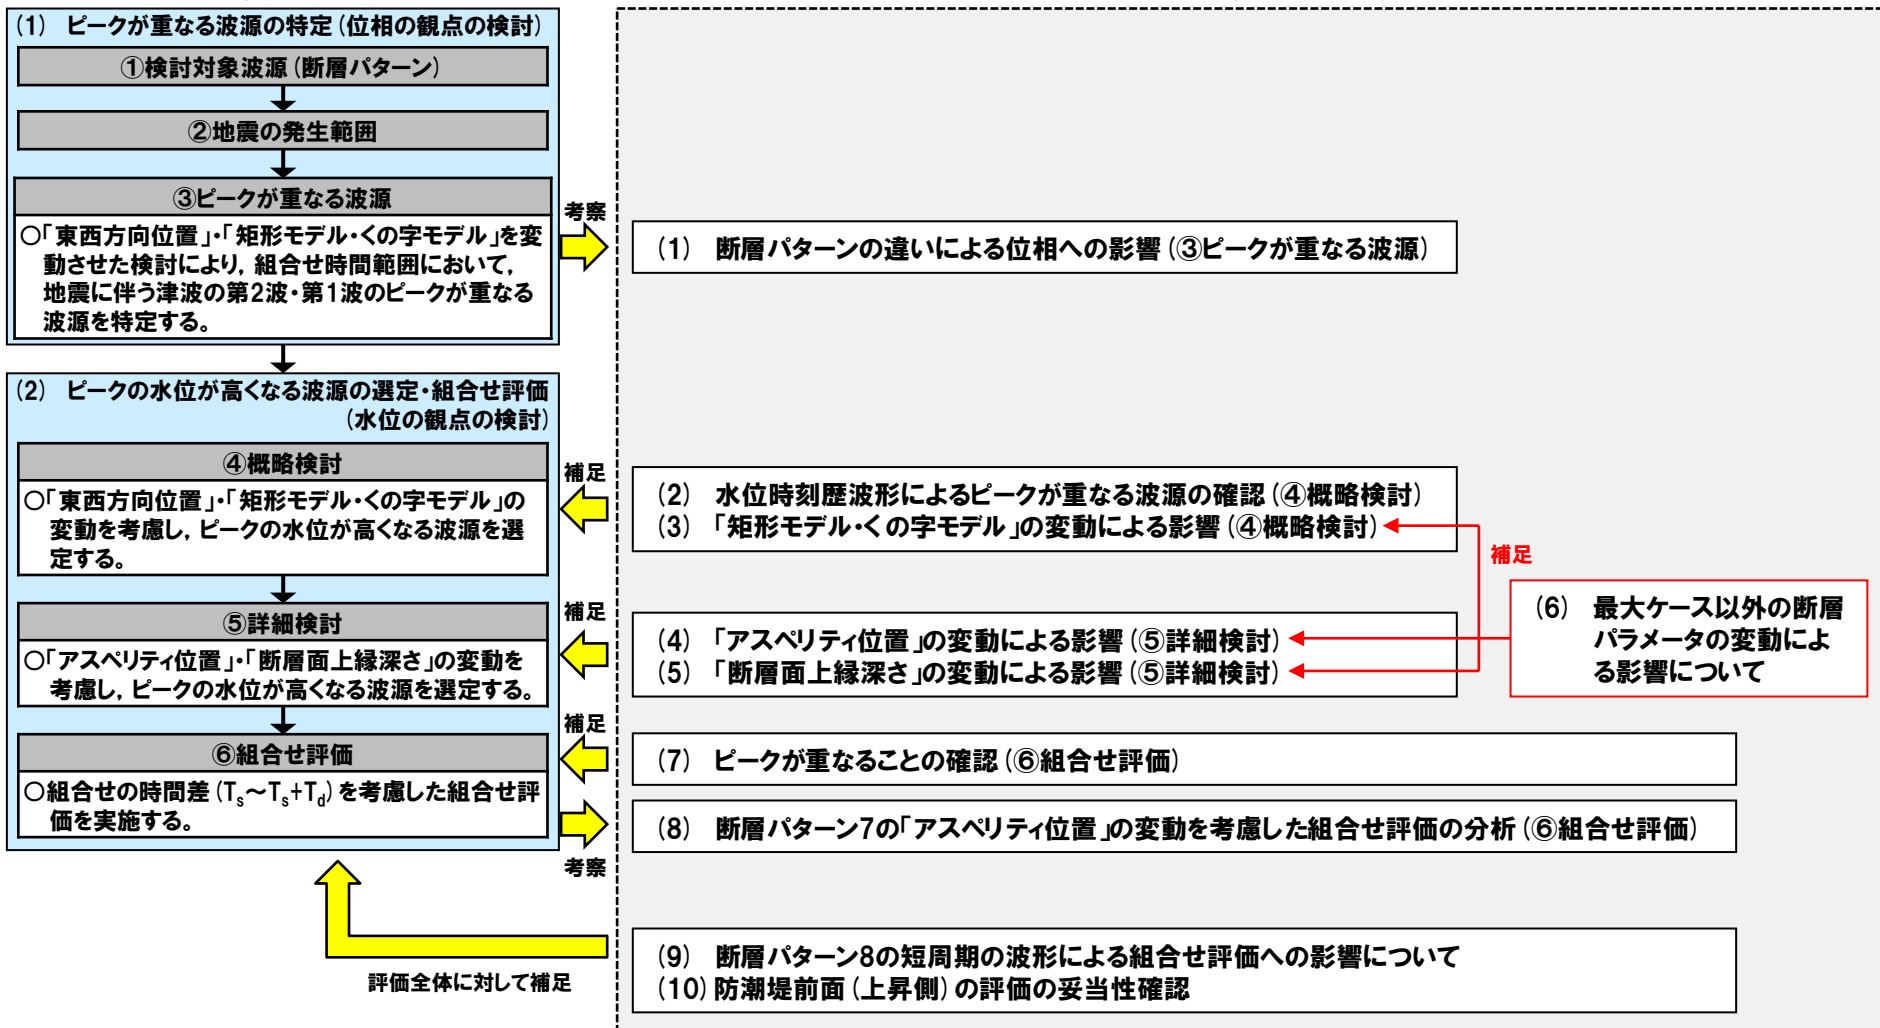 (1) ピークが重なる波源の特定(位相の観点の検討)
①検討対象波源(断層パターン)
②地震の発生範囲
③ピークが重なる波源
○「東西方向位置」・「矩形モデル・くの字モデル」を変
動させた検討により, 組合せ時間範囲において,
地震に伴う津波の第2波・第1波のピークが重なる
波源を特定する。
考察
(1) 断層パターンの違いによる位相への影響(③ピークが重なる波源)
(2) ピークの水位が高くなる波源の選定・組合せ評価
(水位の観点の検討)
④概略検討
○「東西方向位置」・「矩形モデル・くの字モデル」の
変動を考慮し, ピークの水位が高くなる波源を選
定する。
補足
(2) 水位時刻歴波形によるピークが重なる波源の確認(④概略検討)
(3) 「矩形モデル・くの字モデル」の変動による影響(④概略検討)
補足
⑤詳細検討
○「アスペリティ位置」・「断層面上縁深さ」の変動を
考慮し, ピークの水位が高くなる波源を選定する。
補足
(4) 「アスペリティ位置」の変動による影響(⑤詳細検討)
(5) 「断層面上縁深さ」の変動による影響(⑤詳細検討)
(6) 最大ケース以外の断層
パラメータの変動によ
る影響について
⑥組合せ評価
○組合せの時間差(Ts～Ts+Td)を考慮した組合せ評
価を実施する。
補足
(7) ピークが重なることの確認(⑥組合せ評価)
考察
(8) 断層パターン7の「アスペリティ位置」の変動を考慮した組合せ評価の分析(⑥組合せ評価)
評価全体に対して補足
(9) 断層パターン8の短周期の波形による組合せ評価への影響について
(10)防潮堤前面(上昇側)の評価の妥当性確認